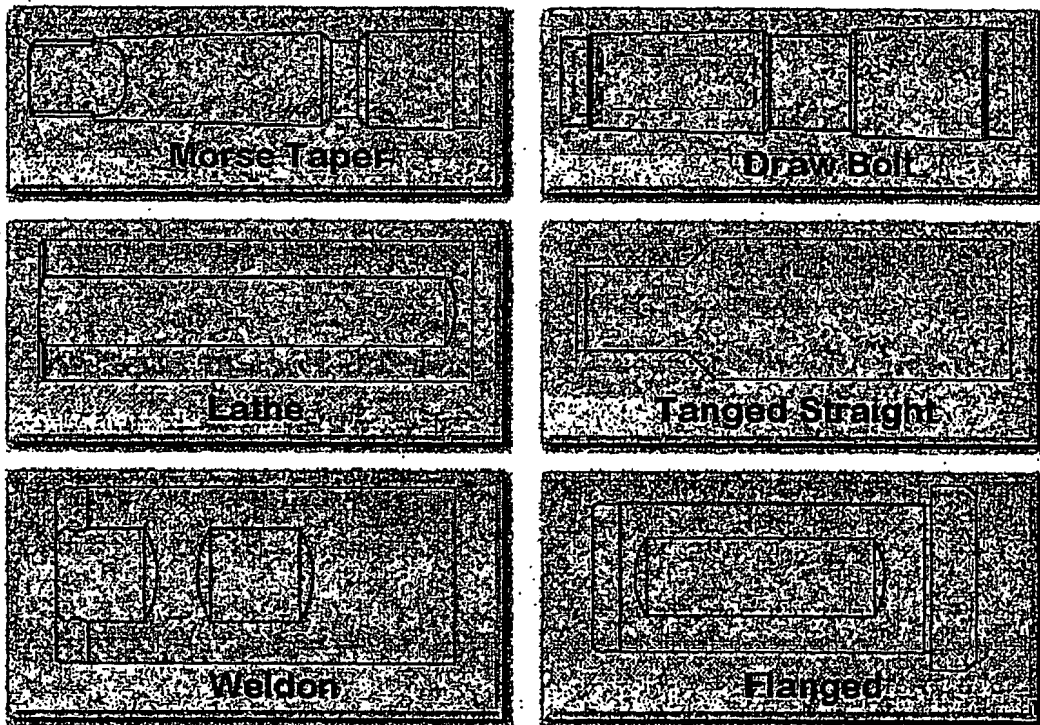 Morse Taper
Draw Bolt
Lathe
Tanged Straight
Weldon
Flanged